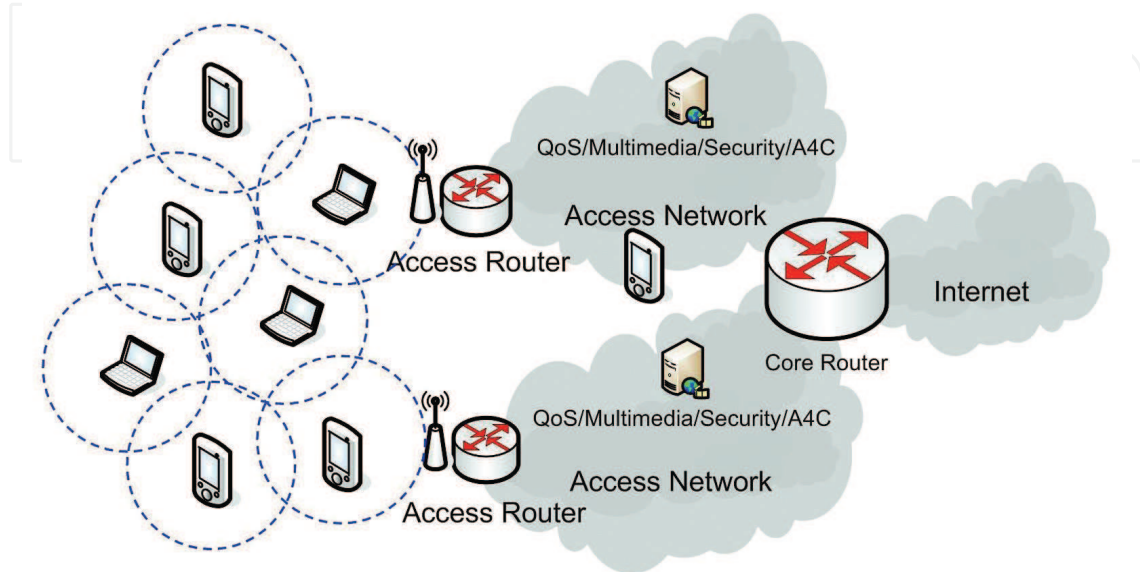 QoS/Multimedia/Security/A4C
Access Network
Access Router
Internet
Core Router
QoS/Multimedia/Security/A4C
Access Network
Access Router